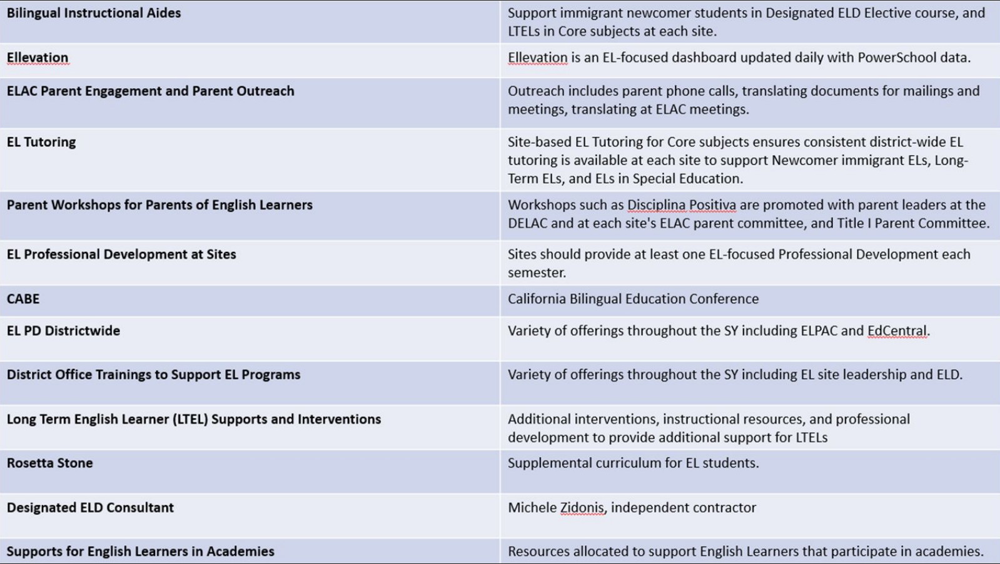 Bilingual Instructional Aides
Support immigrant newcomer students in Designated ELD Elective course, and
LTELs in Core subjects at each site.
Ellevation
Ellevation is an EL-focused dashboard updated daily with PowerSchool data.
ELAC Parent Engagement and Parent Outreach
Outreach includes parent phone calls, translating documents for mailings and
meetings, translating at ELAC meetings.
EL Tutoring
Site-based EL Tutoring for Core subjects ensures consistent district-wide EL
tutoring is available at each site to support Newcomer immigrant ELs, Long-
Term ELs, and ELs in Special Education.
Parent Workshops for Parents of English Learners
Workshops such as Disciplina Positiva are promoted with parent leaders at the
DELAC and at each site's ELAC parent committee, and Title I Parent Committee.
EL Professional Development at Sites
Sites should provide at least one EL-focused Professional Development each
semester.
CABE
California Bilingual Education Conference
EL PD Districtwide
Variety of offerings throughout the SY including ELPAC and EdCentral.
District Office Trainings to Support EL Programs
Variety of offerings throughout the SY including EL site leadership and ELD.
Long Term English Learner (LTEL) Supports and Interventions
Additional interventions, instructional resources, and professional
development to provide additional support for LTELs
Rosetta Stone
Supplemental curriculum for EL students.
Designated ELD Consultant
Michele Zidonis, independent contractor
Supports for English Learners in Academies
Resources allocated to support English Learners that participate in academies.